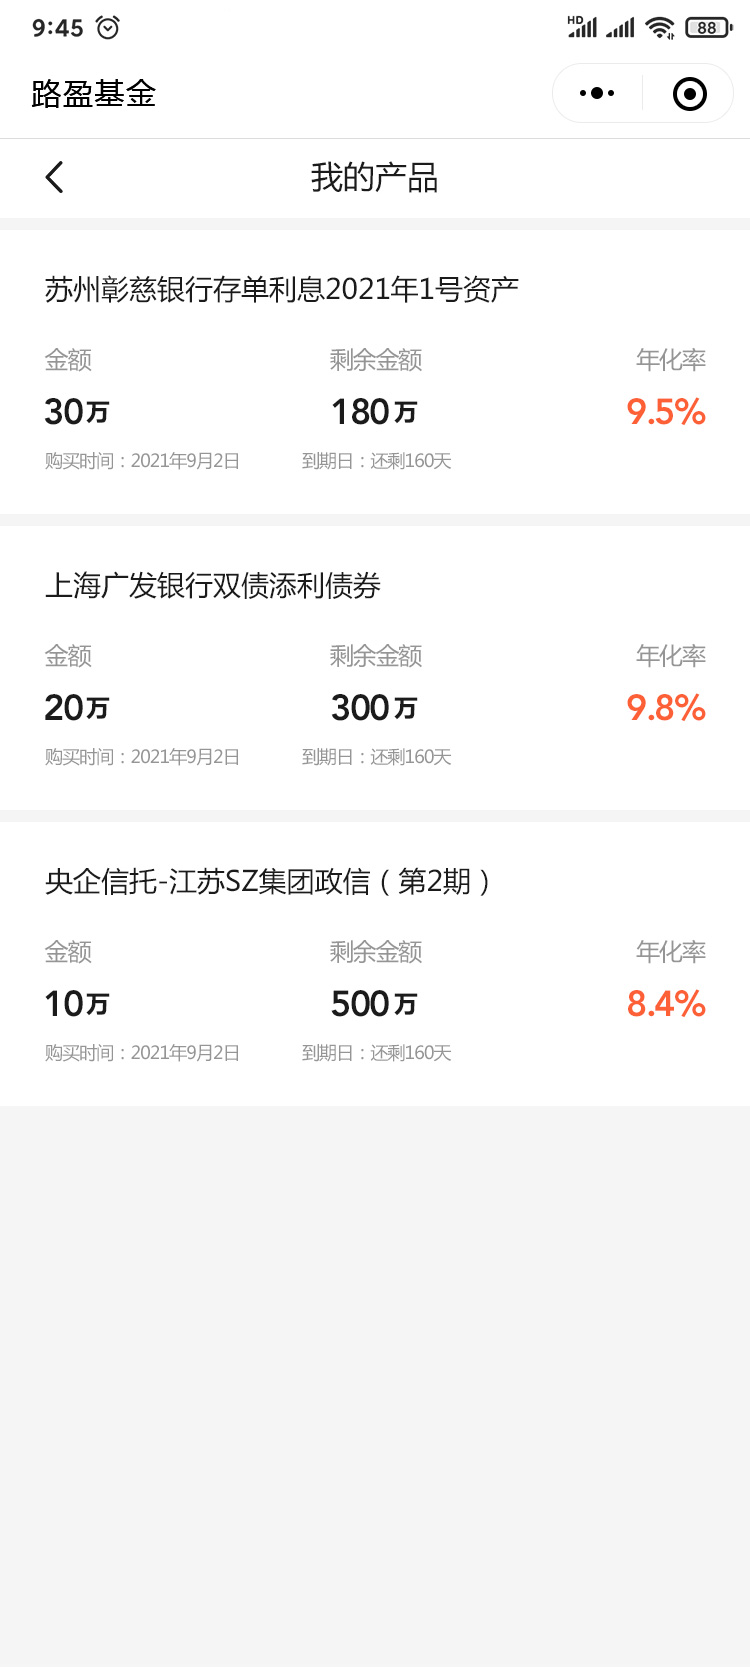 9:45 HD 88
路盈基金
我的产品
苏州彰慈银行存单利息2021年1号资产
金额 剩余金额 年化率
30万 180万 9.5%
购买时间：2021年9月2日 到期日：还剩160天
上海广发银行双债添利债券
金额 剩余金额 年化率
20万 300万 9.8%
购买时间：2021年9月2日 到期日：还剩160天
央企信托-江苏SZ集团政信（第2期）
金额 剩余金额 年化率
10万 500万 8.4%
购买时间：2021年9月2日 到期日：还剩160天